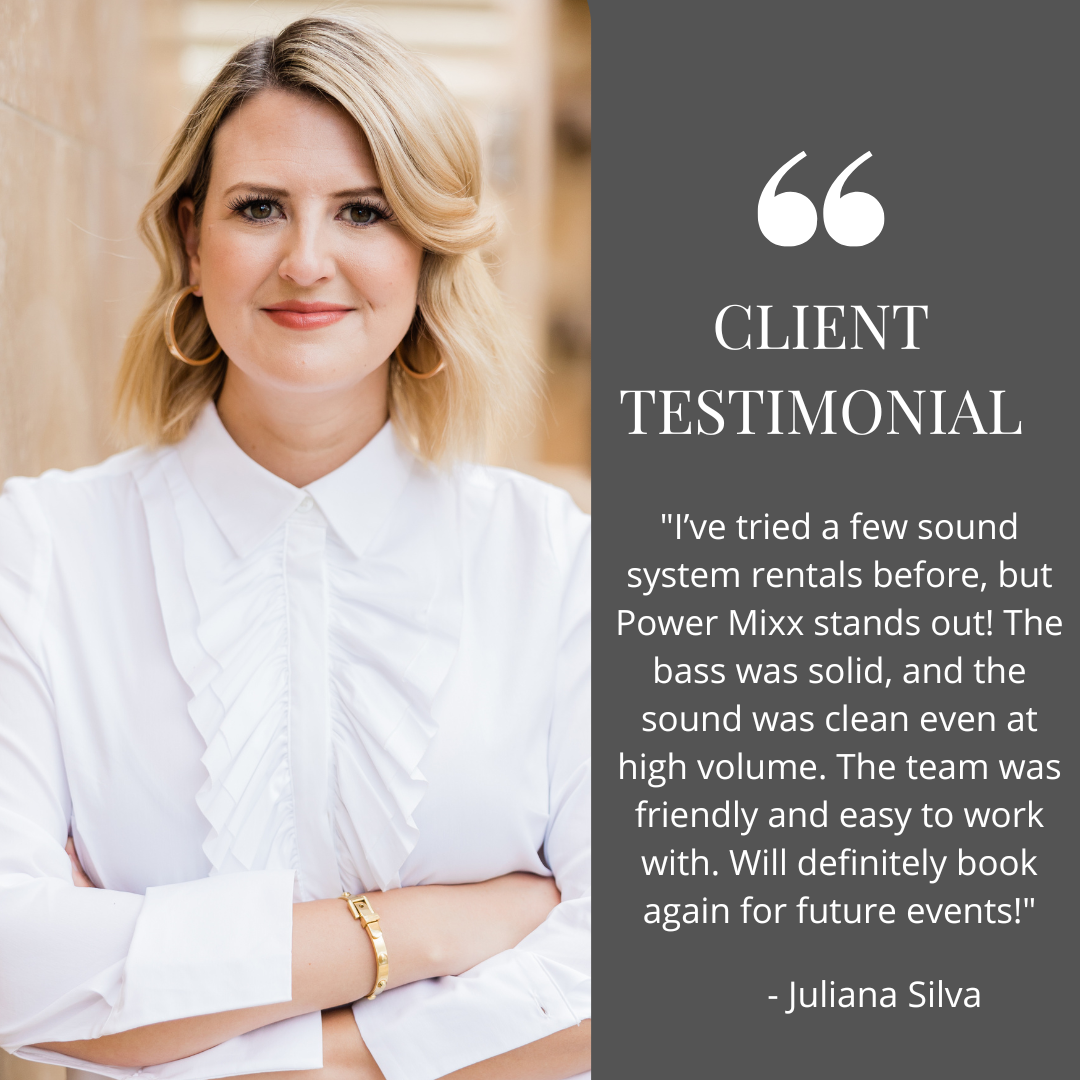 ❝
CLIENT
TESTIMONIAL
"I’ve tried a few sound
system rentals before, but
Power Mixx stands out! The
bass was solid, and the
sound was clean even at
high volume. The team was
friendly and easy to work
with. Will definitely book
again for future events!"
- Juliana Silva